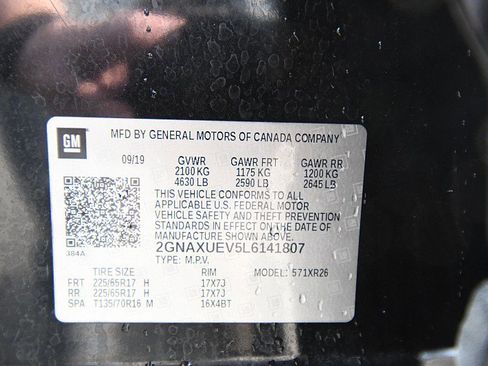 GM
MFD BY GENERAL MOTORS OF CANADA COMPANY
09/19 GVWR GAWR FRT GAWR RR
2100 KG 1175 KG 1200 KG
4630 LB 2590 LB 2645 LB
THIS VEHICLE CONFORMS TO ALL
APPLICABLE U.S. FEDERAL MOTOR
VEHICLE SAFETY AND THEFT PREVENTION
STANDARDS IN EFFECT ON THE DATE OF
MANUFACTURE SHOWN ABOVE.
384A 2GNAXUEV5L6141807
TYPE: M.P.V.
TIRE SIZE RIM MODEL: 571XR26
FRT 225/65R17 H 17X7J
RR 225/65R17 H 17X7J
SPA T135/70R16 M 16X4BT